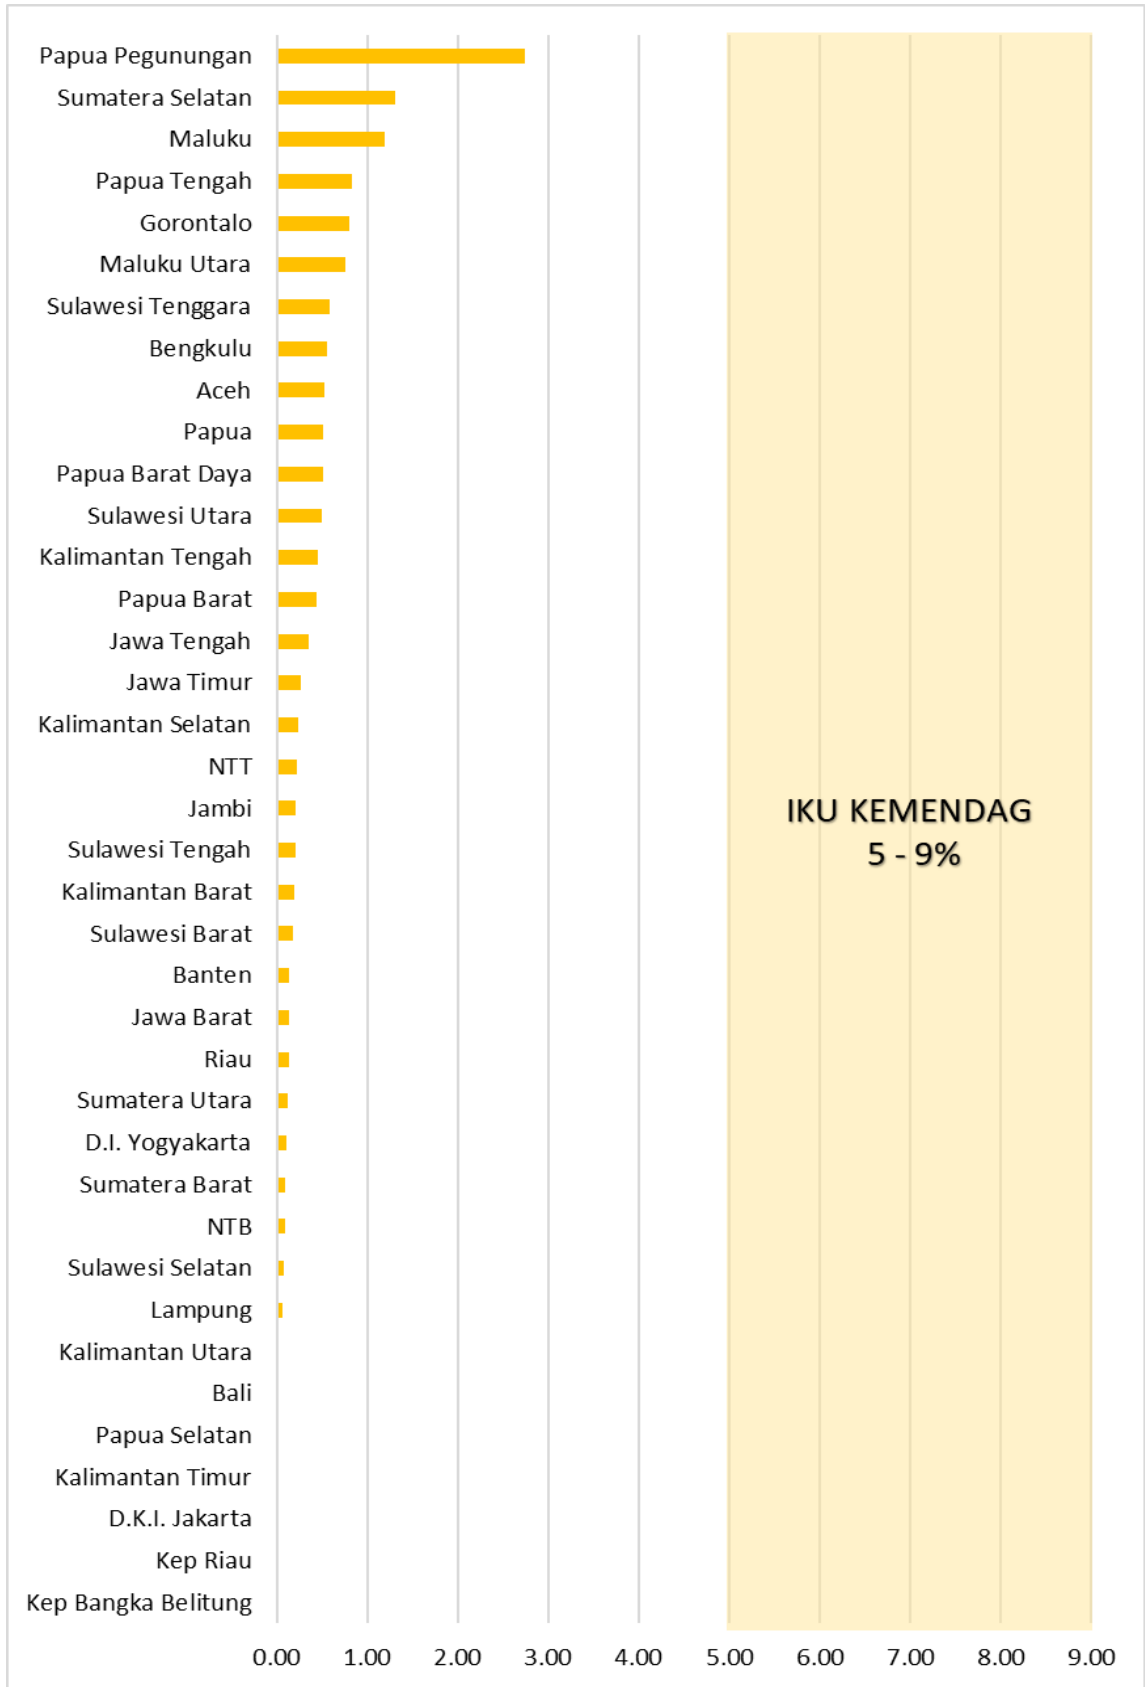 Papua Pegunungan
Sumatera Selatan
Maluku
Papua Tengah
Gorontalo
Maluku Utara
Sulawesi Tenggara
Bengkulu
Aceh
Papua
Papua Barat Daya
Sulawesi Utara
Kalimantan Tengah
Papua Barat
Jawa Tengah
Jawa Timur
Kalimantan Selatan
NTT
Jambi
Sulawesi Tengah
Kalimantan Barat
Sulawesi Barat
Banten
Jawa Barat
Riau
Sumatera Utara
D.I. Yogyakarta
Sumatera Barat
NTB
Sulawesi Selatan
Lampung
Kalimantan Utara
Bali
Papua Selatan
Kalimantan Timur
D.K.I. Jakarta
Kep Riau
Kep Bangka Belitung
IKU KEMENDAG
5 - 9%
0.00 1.00 2.00 3.00 4.00 5.00 6.00 7.00 8.00 9.00